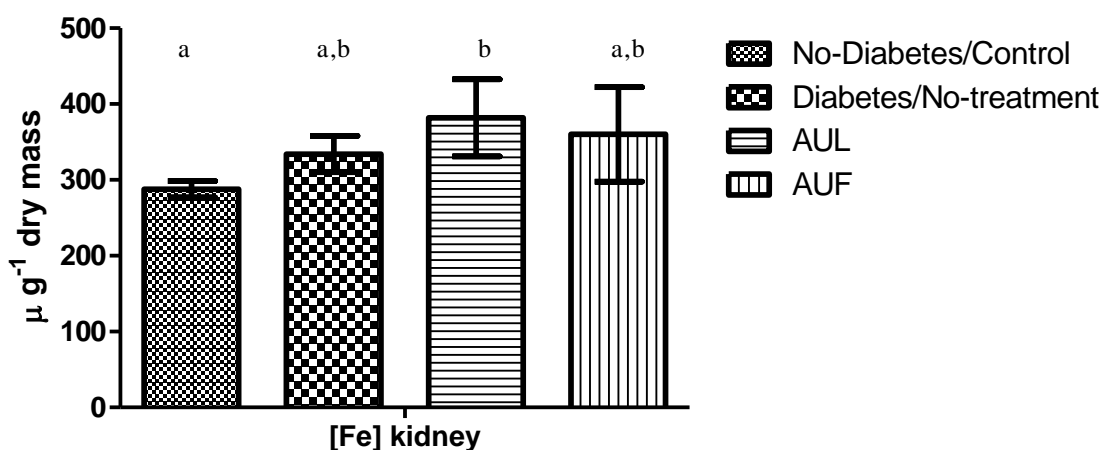 500
400
300
200
100
0
μ g-1 dry mass
a a,b b a,b
[Fe] kidney
No-Diabetes/Control
Diabetes/No-treatment
AUL
AUF